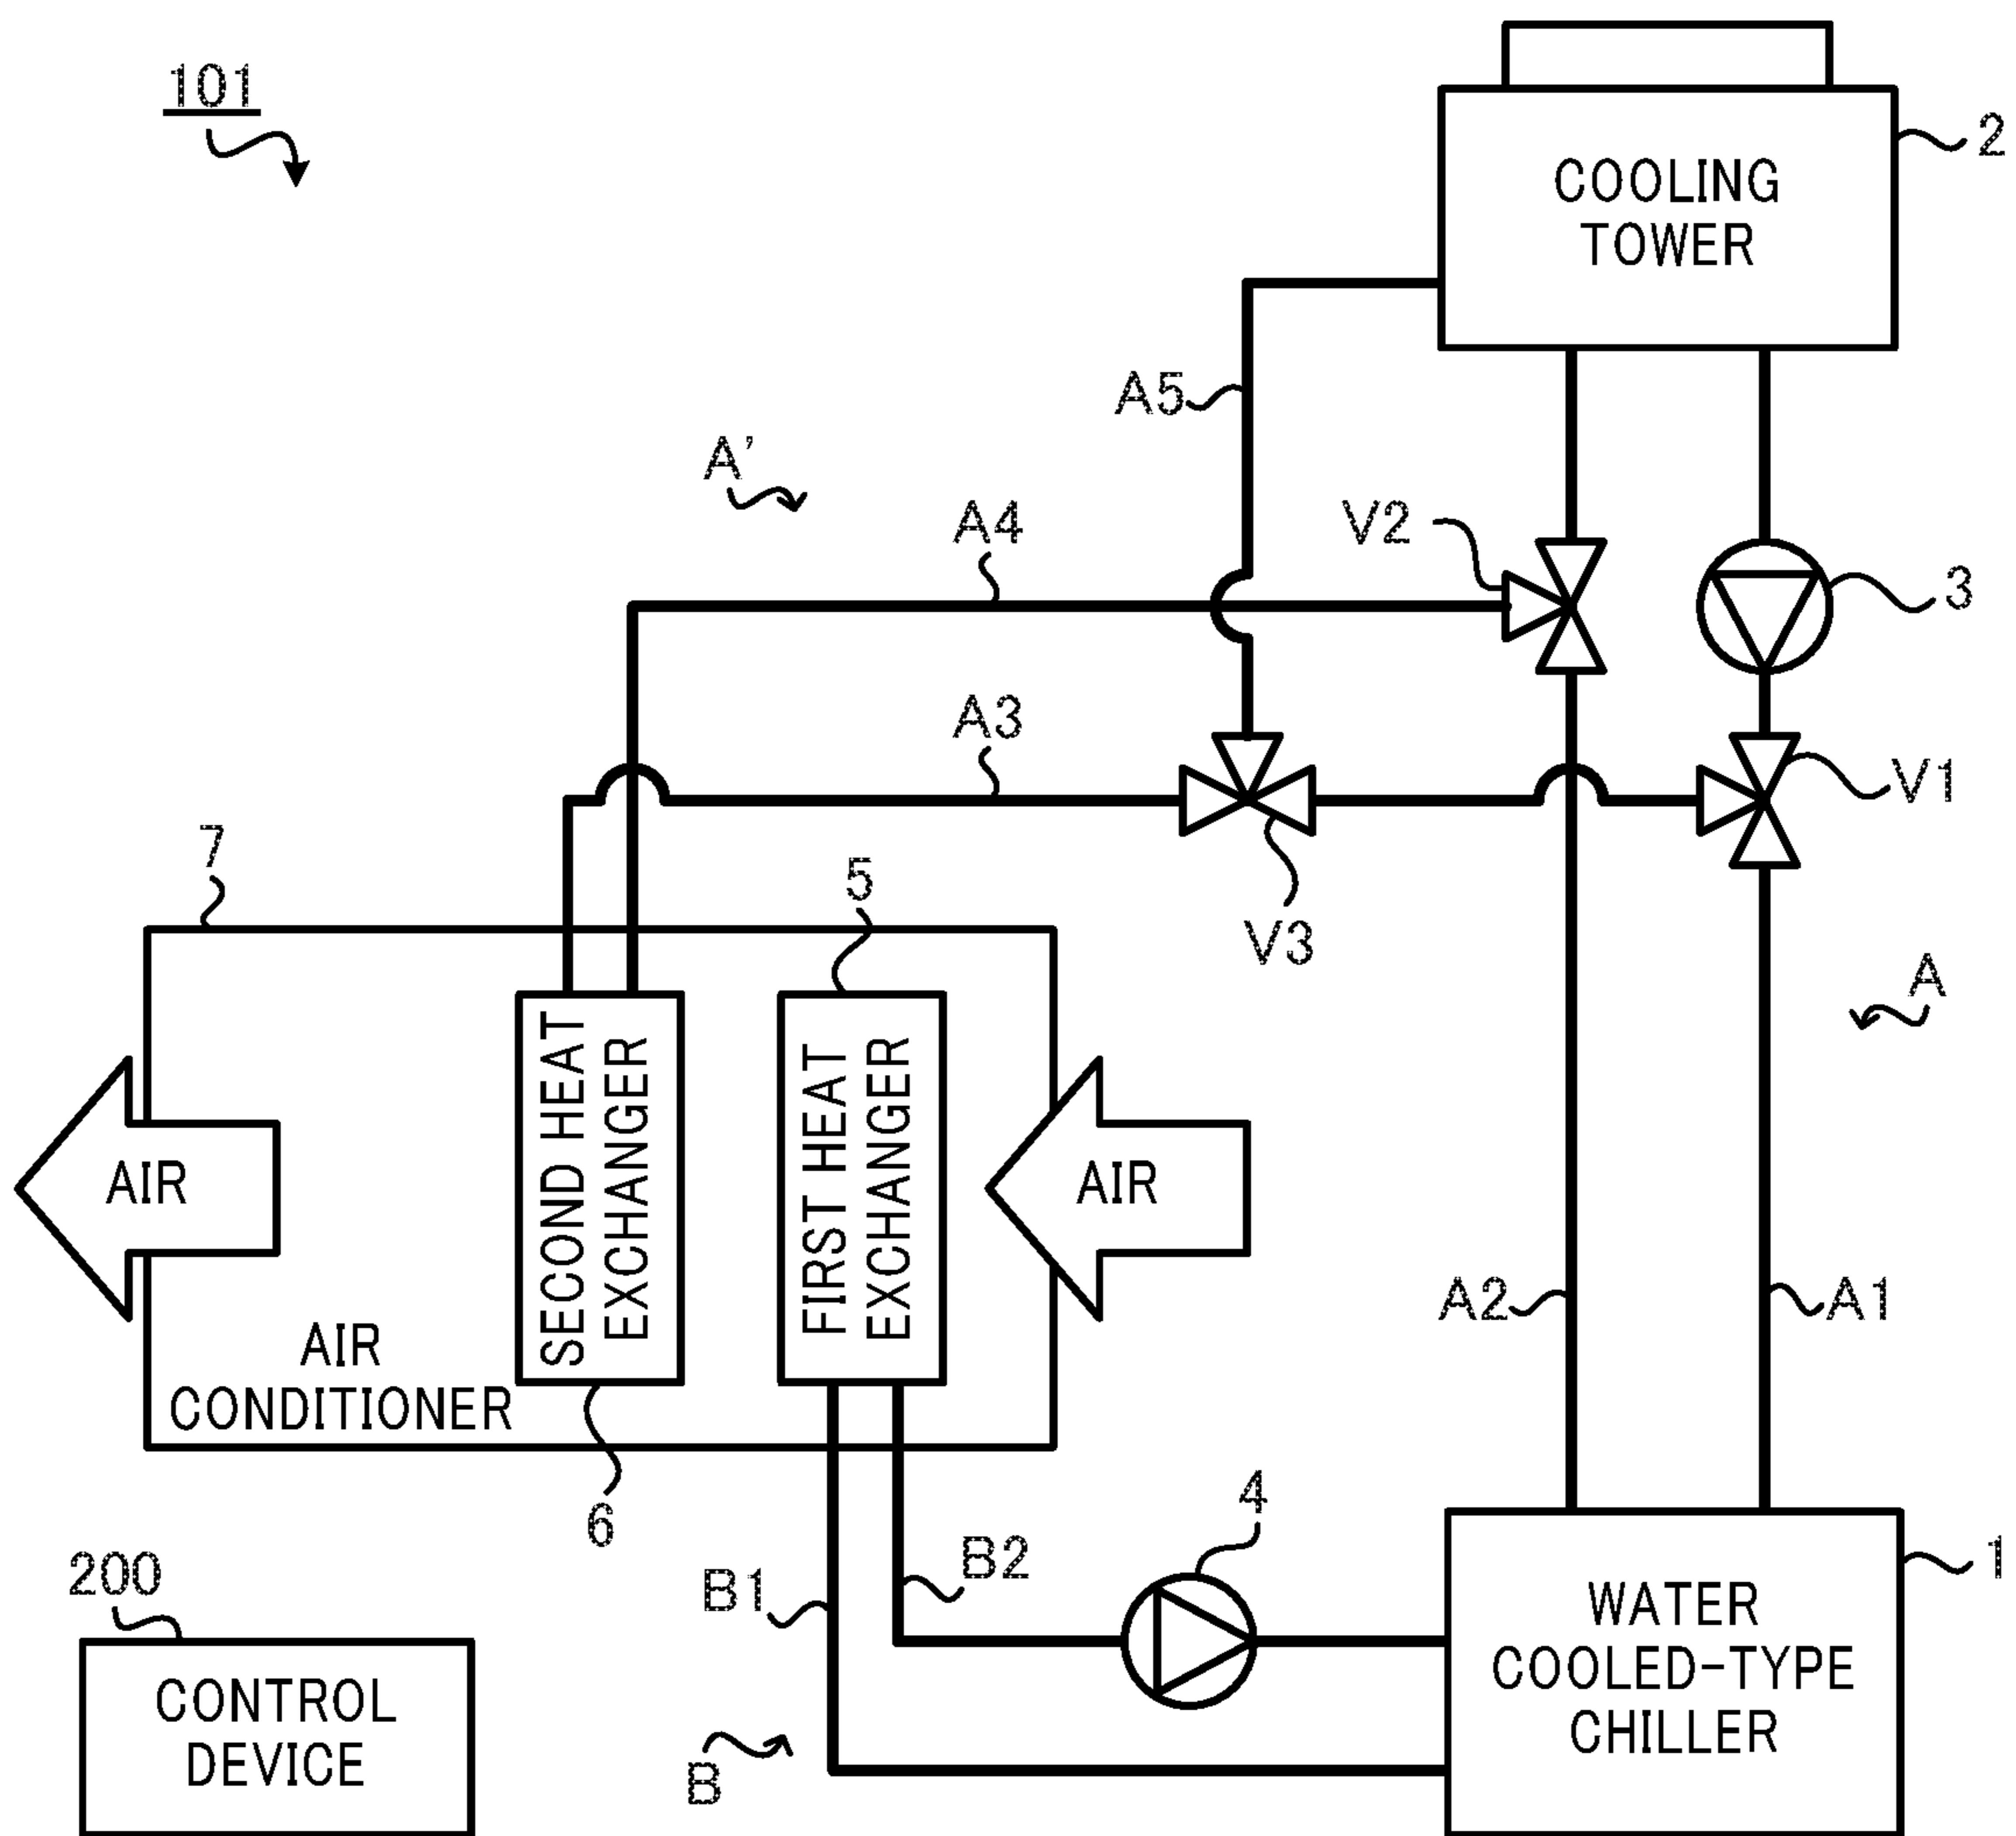 101
2
COOLING
TOWER
A5
A'
A4
V2
3
A3
V1
7
5
V3
A
SECOND HEAT
EXCHANGER
FIRST HEAT
EXCHANGER
AIR
AIR
A2
A1
AIR
CONDITIONER
6
4
200
B1
B2
1
WATER
COOLED-TYPE
CHILLER
CONTROL
DEVICE
B